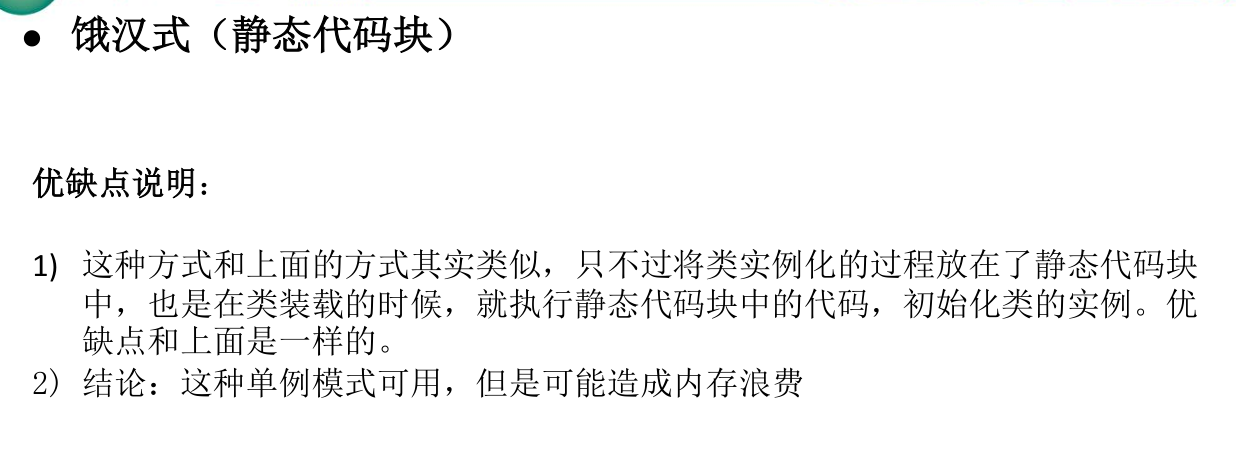 ● 饿汉式（静态代码块）
优缺点说明：
1) 这种方式和上面的方式其实类似，只不过将类实例化的过程放在了静态代码块
中，也是在类装载的时候，就执行静态代码块中的代码，初始化类的实例。优
缺点和上面是一样的。
2) 结论：这种单例模式可用，但是可能造成内存浪费